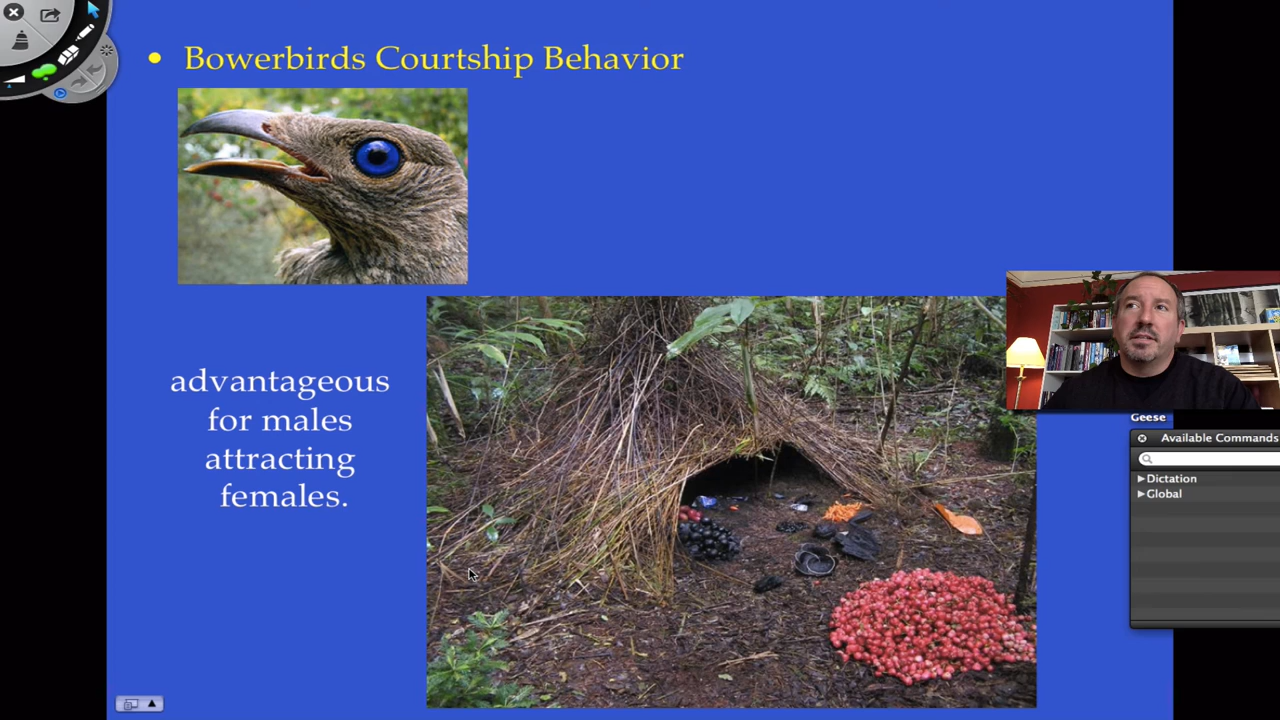 • Bowerbirds Courtship Behavior
advantageous
for males
attracting
females.
Geese
Available Commands
Dictation
Global